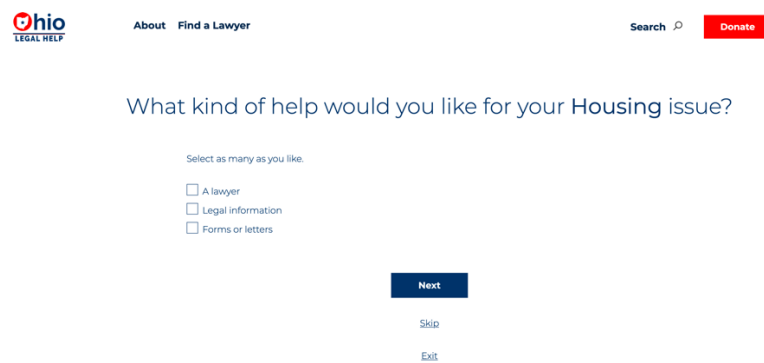 Ohio
LEGAL HELP
About Find a Lawyer
Search
Donate
What kind of help would you like for your Housing issue?
Select as many as you like.
A lawyer
Legal information
Forms or letters
Next
Skip
Exit